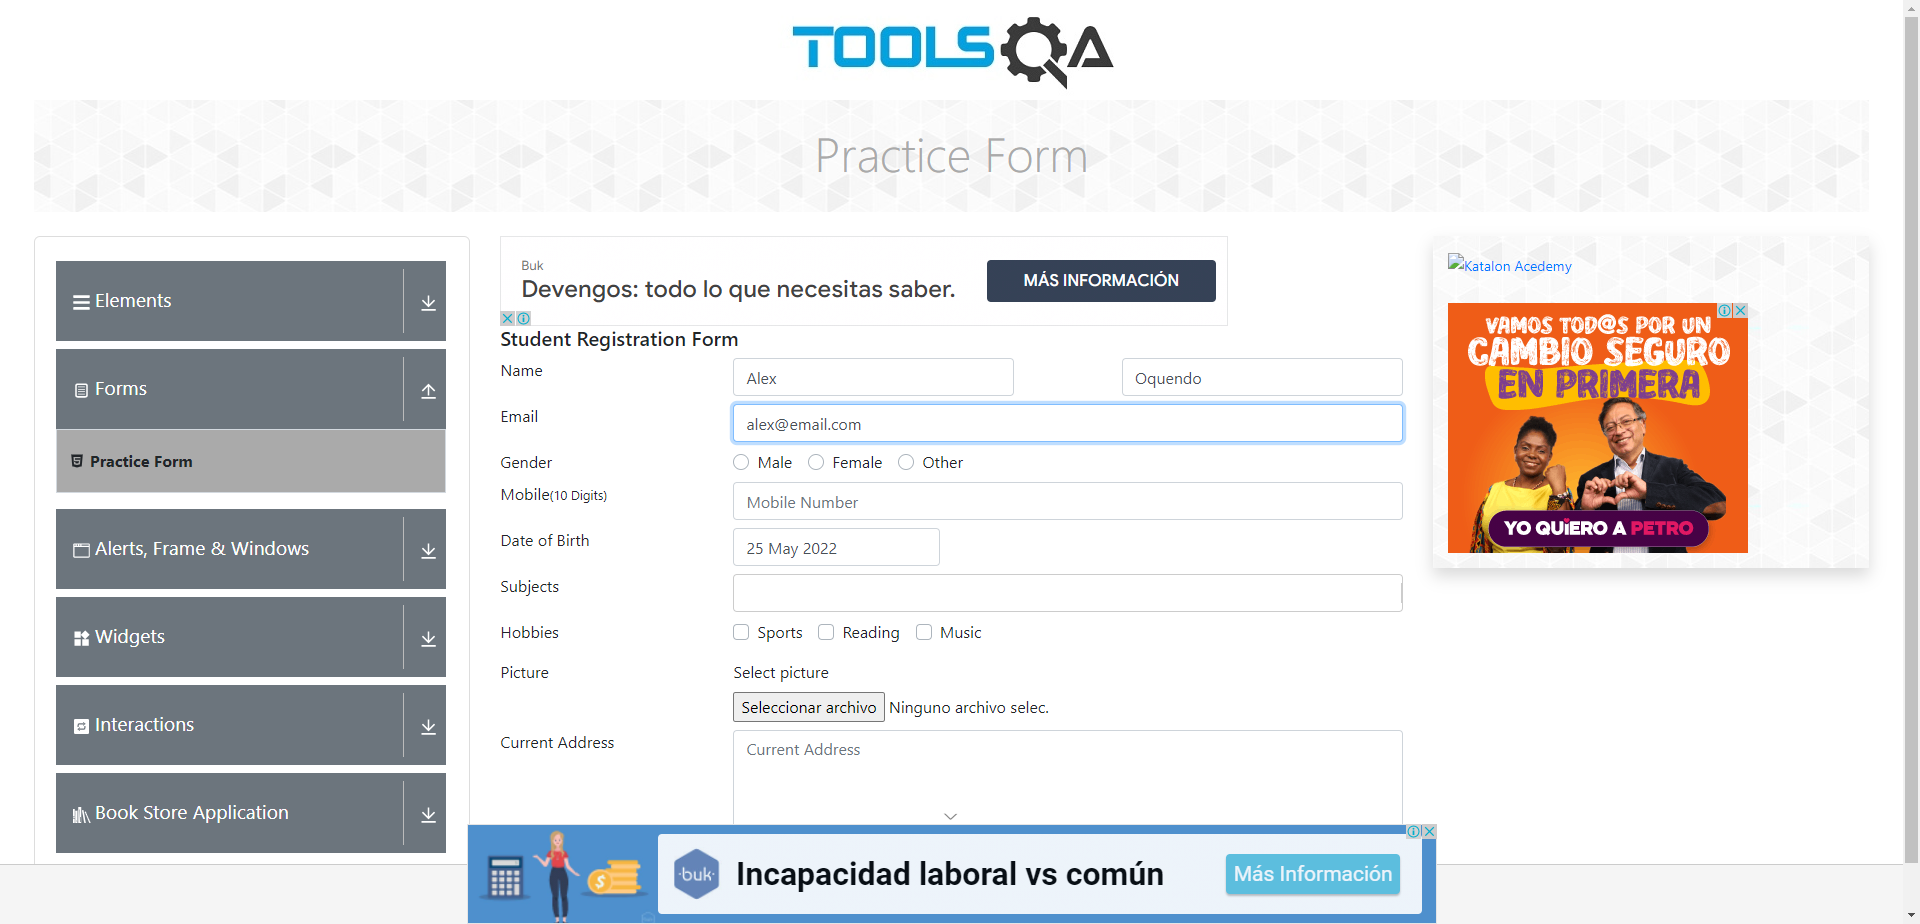 TOOLSQA
Practice Form
Elements
Forms
Practice Form
Alerts, Frame & Windows
Widgets
Interactions
Book Store Application
Buk
Devengos: todo lo que necesitas saber.
MÁS INFORMACIÓN
Student Registration Form
Name
Alex
Oquendo
Email
alex@email.com
Gender
Male
Female
Other
Mobile(10 Digits)
Mobile Number
Date of Birth
25 May 2022
Subjects
Hobbies
Sports
Reading
Music
Picture
Select picture
Seleccionar archivo
Ninguno archivo selec.
Current Address
Current Address
Katalon Acedemy
VAMOS TOD@S POR UN
CAMBIO SEGURO
EN PRIMERA
YO QUIERO A PETRO
buk
Incapacidad laboral vs común
Más Información